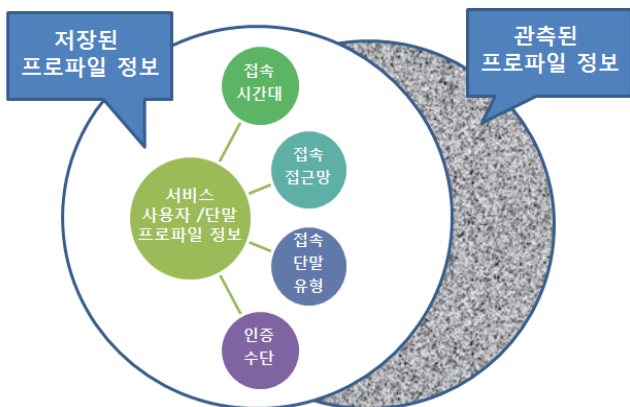 저장된
프로파일 정보
관측된
프로파일 정보
접속
시간대
접속
접근망
서비스
사용자 /단말
프로파일 정보
접속
단말
유형
인증
수단